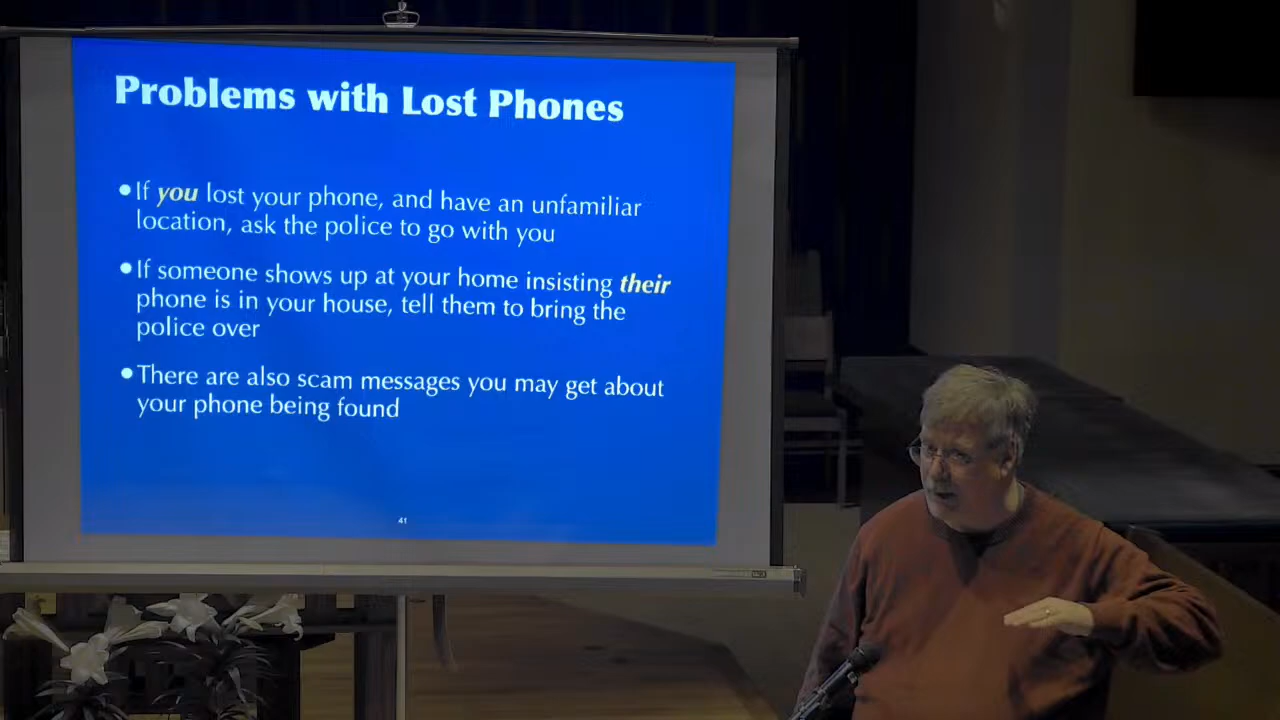 Problems with Lost Phones
•If you lost your phone, and have an unfamiliar
location, ask the police to go with you
•If someone shows up at your home insisting their
phone is in your house, tell them to bring the
police over
•There are also scam messages you may get about
your phone being found
41